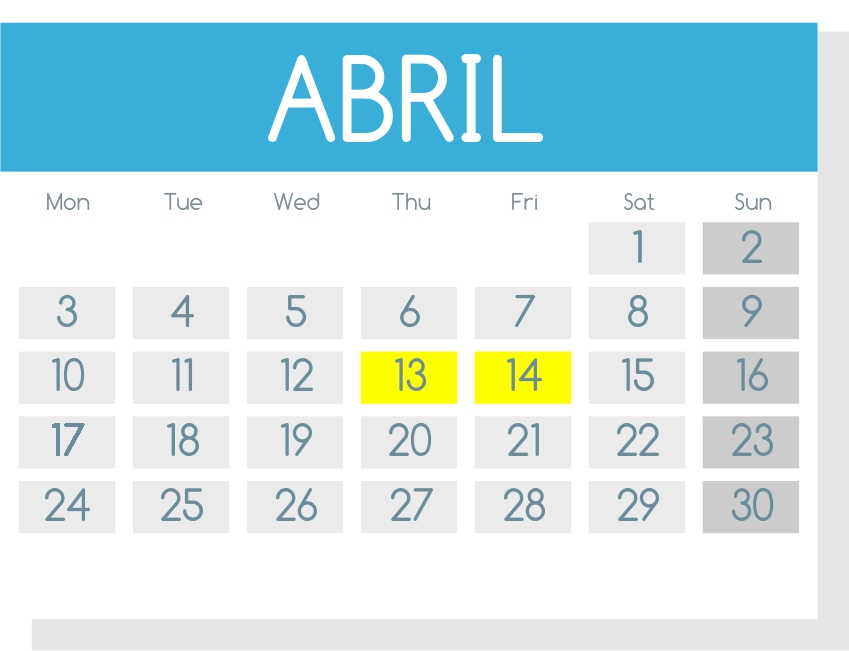 ABRIL
Mon Tue Wed Thu Fri Sat Sun
1 2
3 4 5 6 7 8 9
10 11 12 13 14 15 16
17 18 19 20 21 22 23
24 25 26 27 28 29 30